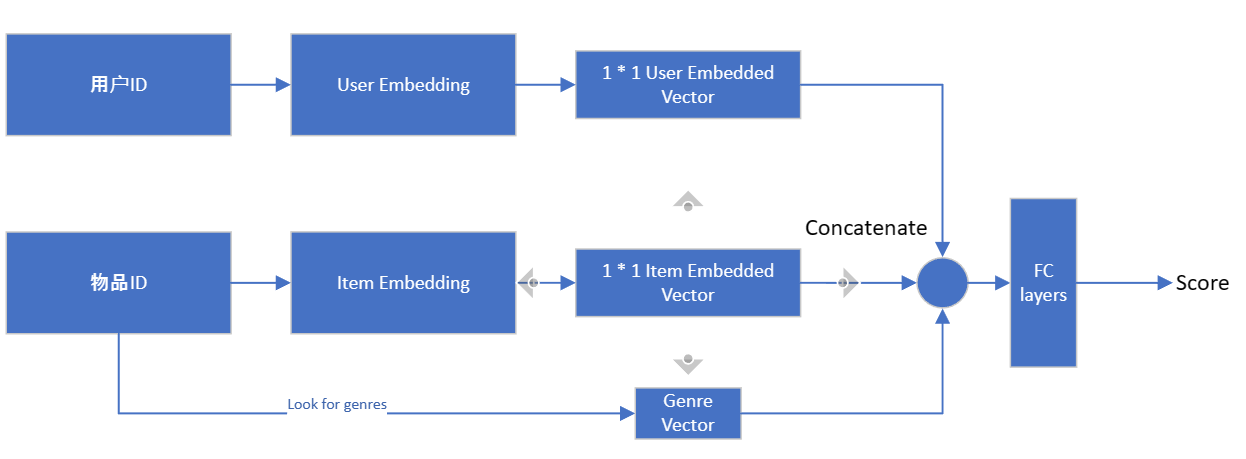 用户ID
User Embedding
1 * 1 User Embedded
Vector
Concatenate
物品ID
Item Embedding
1 * 1 Item Embedded
Vector
FC
layers
Score
Look for genres
Genre
Vector